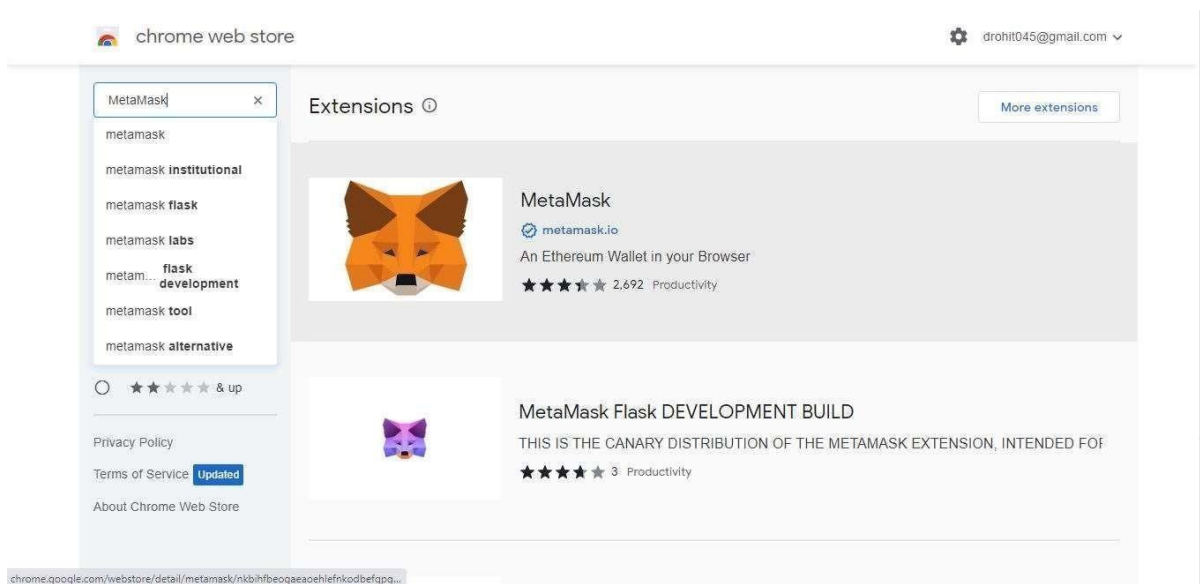 chrome web store
drohit045@gmail.com
MetaMask
metamask
metamask institutional
metamask flask
metamask labs
metam... flask development
metamask tool
metamask alternative
& up
Privacy Policy
Terms of Service Updated
About Chrome Web Store
Extensions
More extensions
MetaMask
metamask.io
An Ethereum Wallet in your Browser
2,692 Productivity
MetaMask Flask DEVELOPMENT BUILD
THIS IS THE CANARY DISTRIBUTION OF THE METAMASK EXTENSION, INTENDED FOR
3 Productivity
chrome.google.com/webstore/detail/metamask/nkbihfbeogaeaoehlefnkodbefgpg...